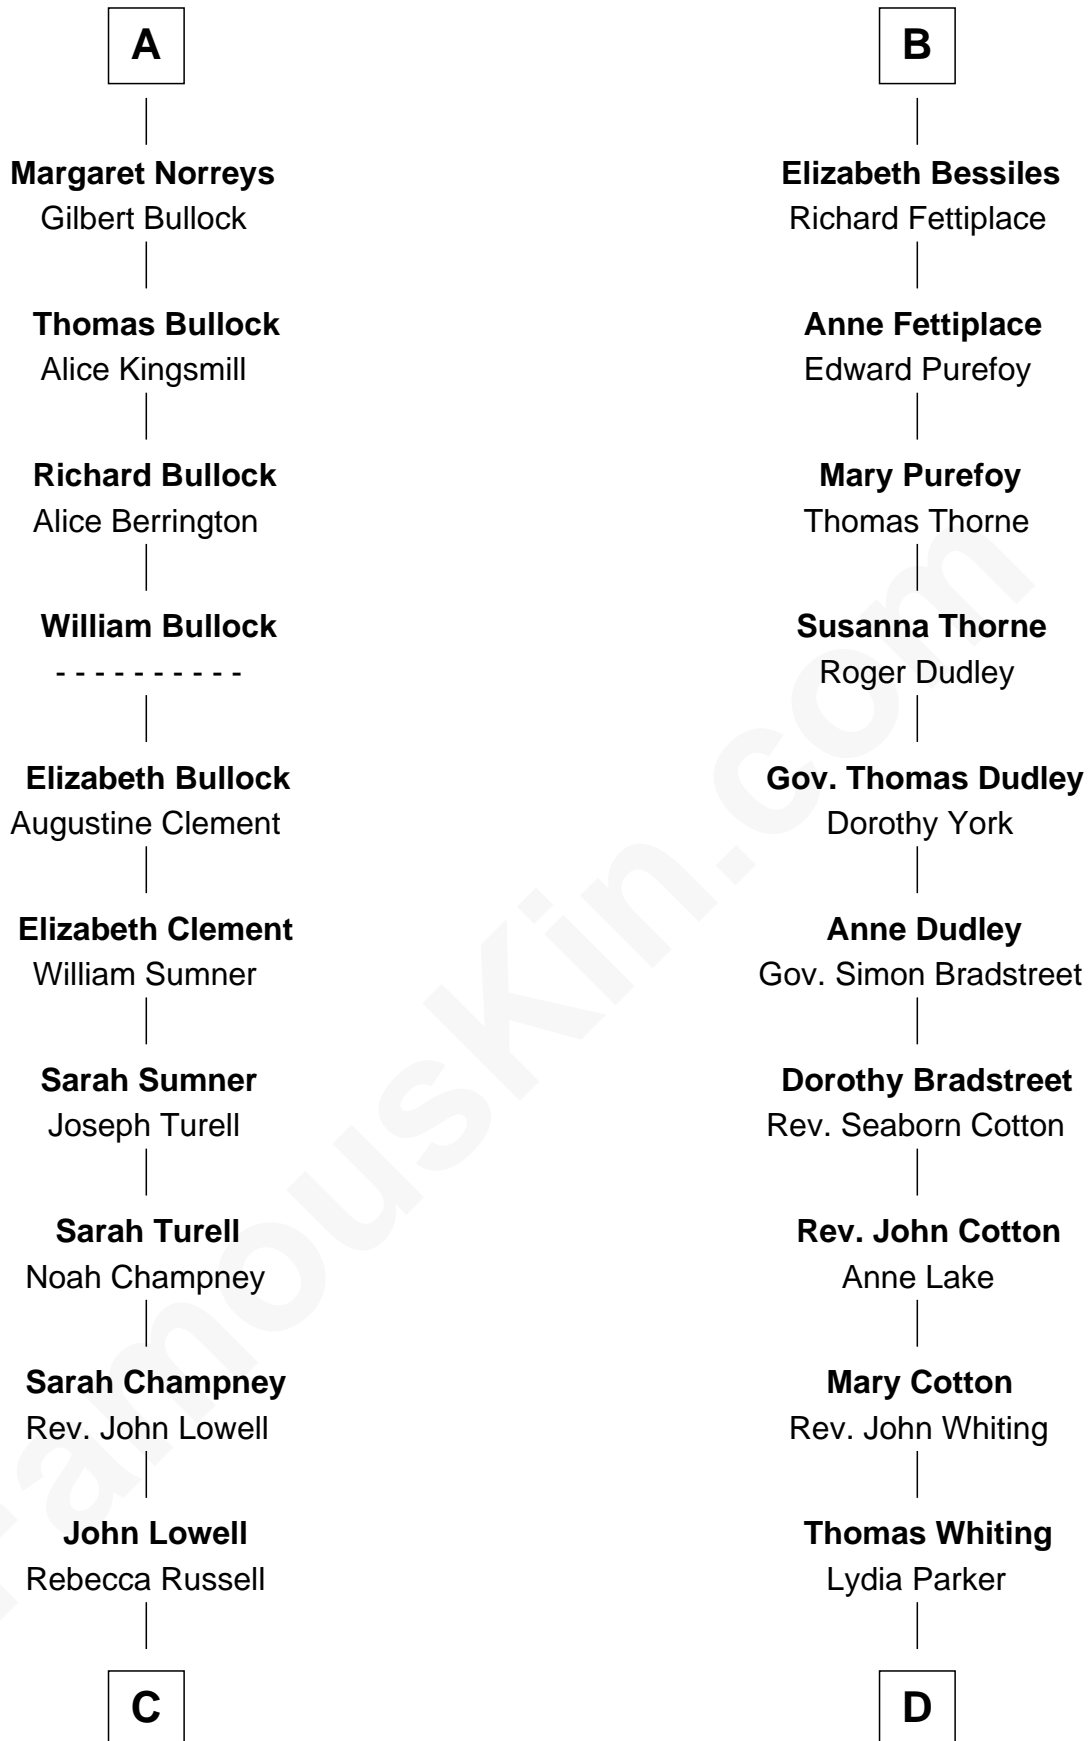 A
Margaret Norreys
Gilbert Bullock
Thomas Bullock
Alice Kingsmill
Richard Bullock
Alice Berrington
William Bullock
- - - - - - - - - -
Elizabeth Bullock
Augustine Clement
Elizabeth Clement
William Sumner
Sarah Sumner
Joseph Turell
Sarah Turell
Noah Champney
Sarah Champney
Rev. John Lowell
John Lowell
Rebecca Russell
C
B
Elizabeth Bessiles
Richard Fettiplace
Anne Fettiplace
Edward Purefoy
Mary Purefoy
Thomas Thorne
Susanna Thorne
Roger Dudley
Gov. Thomas Dudley
Dorothy York
Anne Dudley
Gov. Simon Bradstreet
Dorothy Bradstreet
Rev. Seaborn Cotton
Rev. John Cotton
Anne Lake
Mary Cotton
Rev. John Whiting
Thomas Whiting
Lydia Parker
D
FamousKin.com